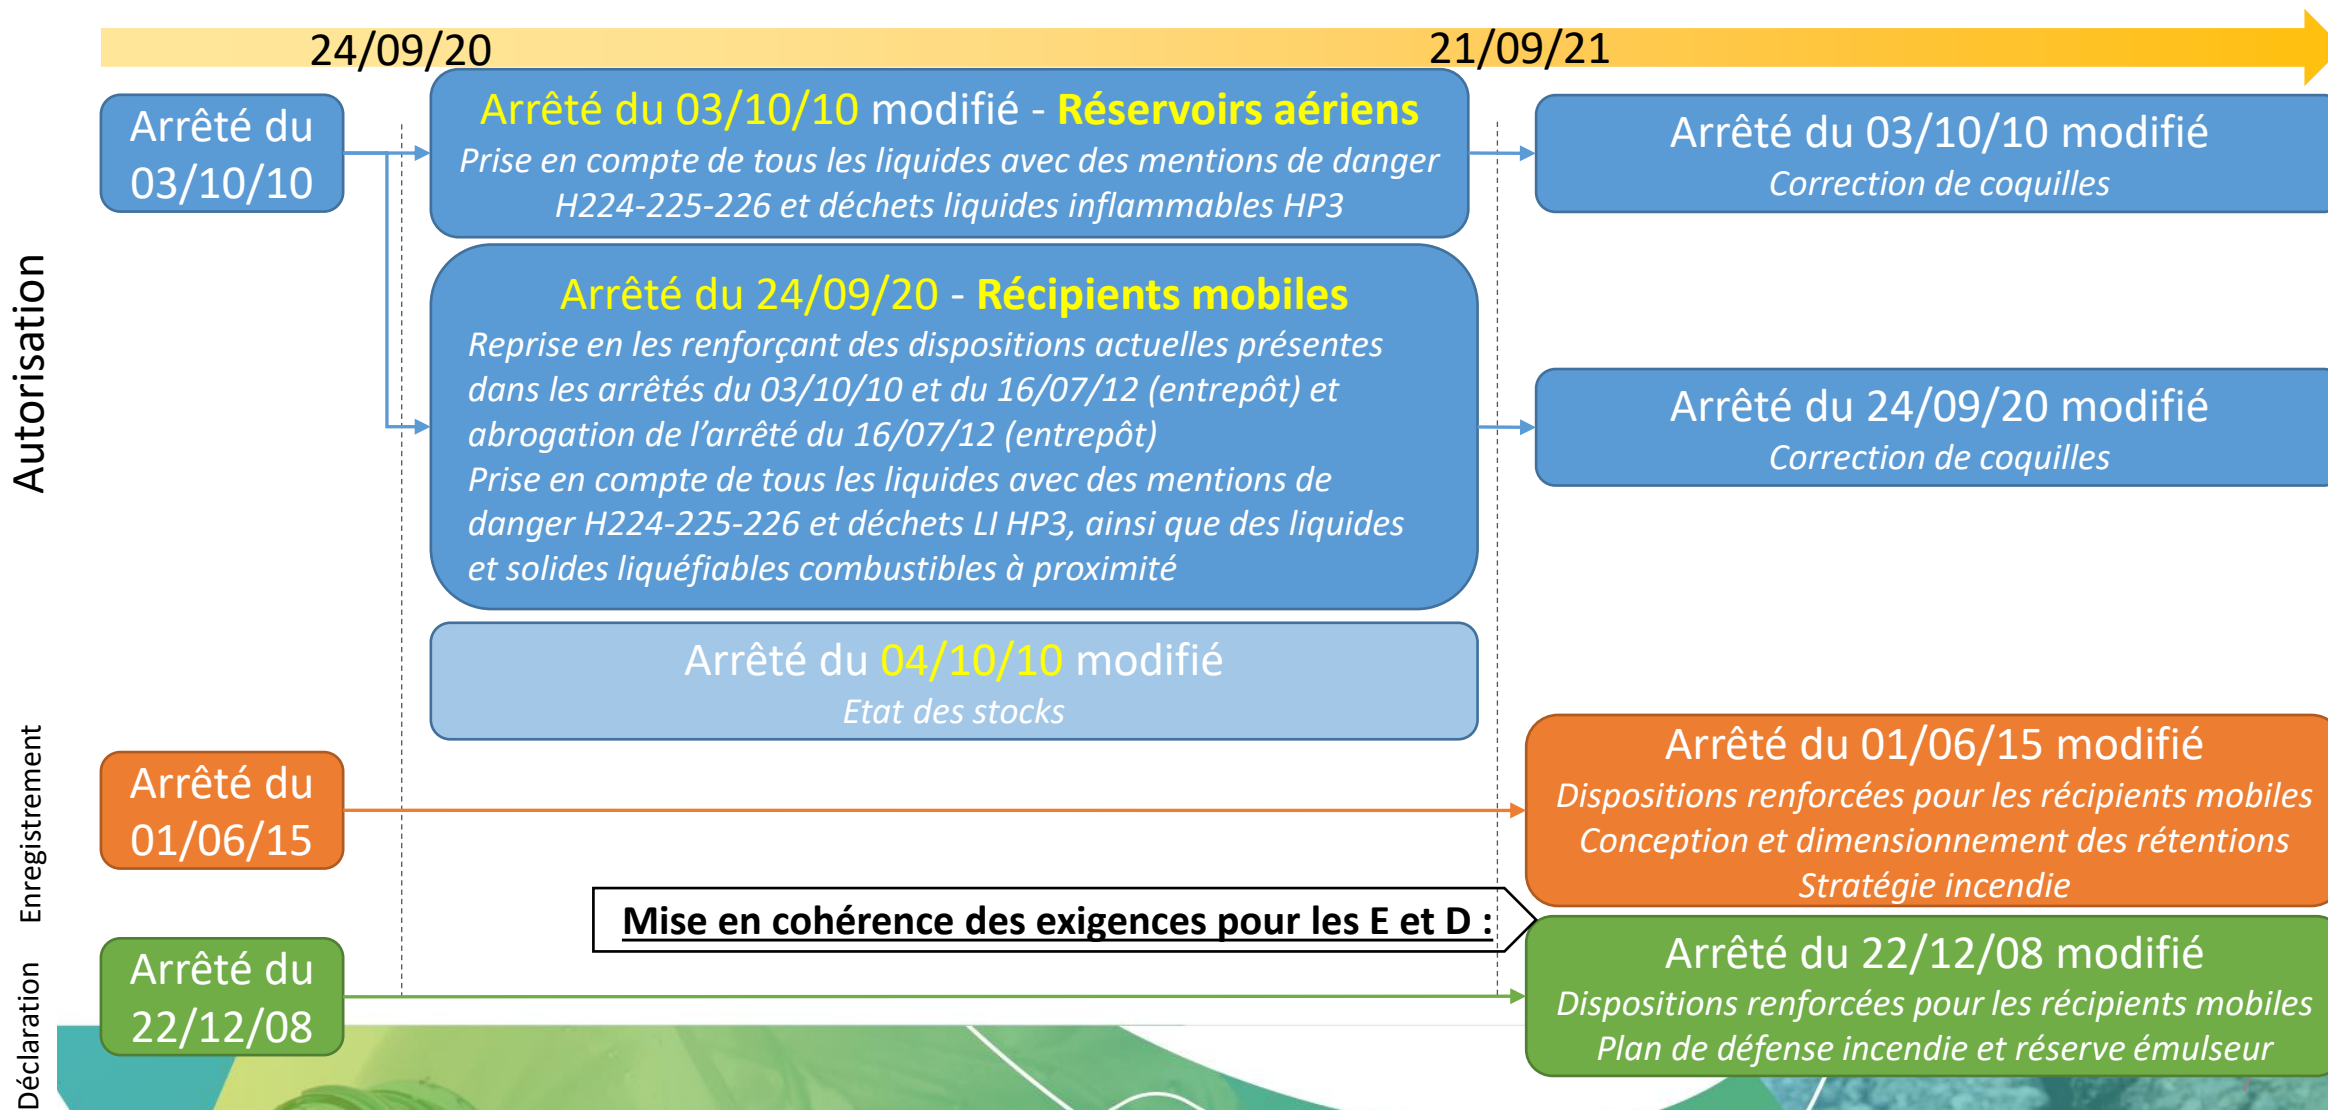 24/09/20
21/09/21
Autorisation
Arrêté du
03/10/10
Arrêté du 03/10/10 modifié - Réservoirs aériens
Prise en compte de tous les liquides avec des mentions de danger
H224-225-226 et déchets liquides inflammables HP3
Arrêté du 03/10/10 modifié
Correction de coquilles
Arrêté du 24/09/20 - Récipients mobiles
Reprise en les renforçant des dispositions actuelles présentes
dans les arrêtés du 03/10/10 et du 16/07/12 (entrepôt) et
abrogation de l’arrêté du 16/07/12 (entrepôt)
Prise en compte de tous les liquides avec des mentions de
danger H224-225-226 et déchets LI HP3, ainsi que des liquides
et solides liquéfiables combustibles à proximité
Arrêté du 24/09/20 modifié
Correction de coquilles
Arrêté du 04/10/10 modifié
Etat des stocks
Enregistrement
Arrêté du
01/06/15
Arrêté du 01/06/15 modifié
Dispositions renforcées pour les récipients mobiles
Conception et dimensionnement des rétentions
Stratégie incendie
Mise en cohérence des exigences pour les E et D :
Déclaration
Arrêté du
22/12/08
Arrêté du 22/12/08 modifié
Dispositions renforcées pour les récipients mobiles
Plan de défense incendie et réserve émulseur